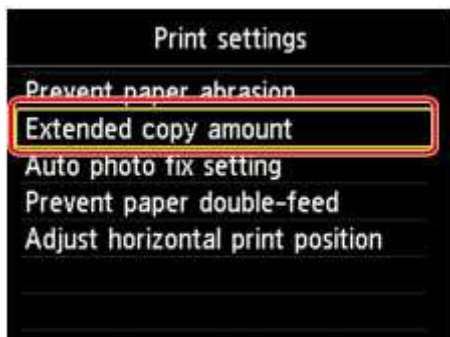 Print settings
Prevent paper abrasion
Extended copy amount
Auto photo fix setting
Prevent paper double-feed
Adjust horizontal print position